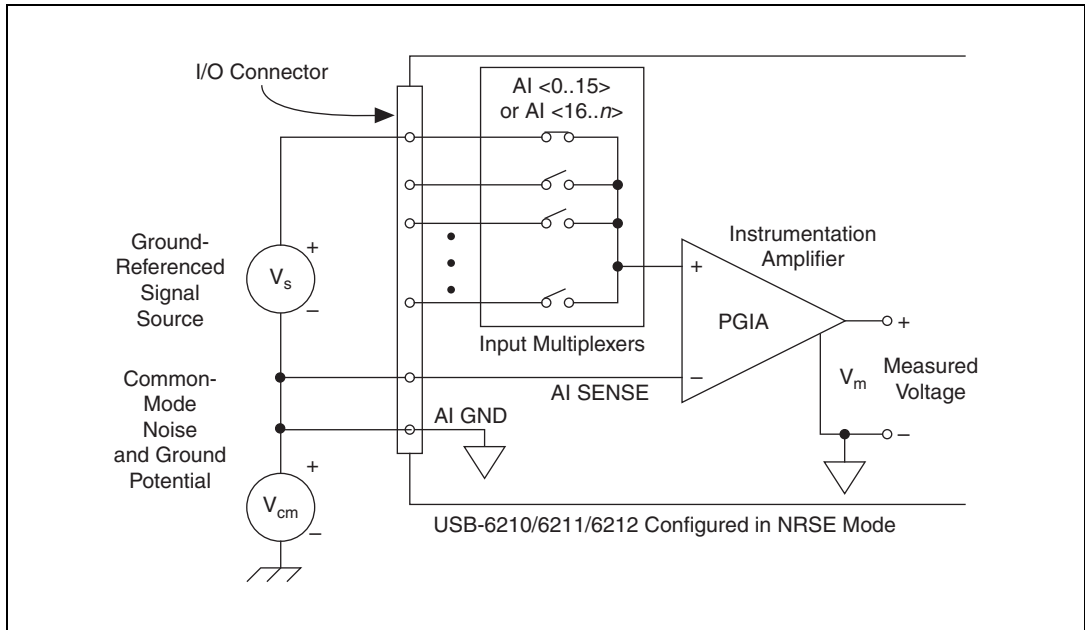 I/O Connector
AI <0..15>
or AI <16..n>
Ground-
Referenced
Signal
Source
+
Vs
–
Instrumentation
Amplifier
+
PGIA
–
+
Vm
Measured
Voltage
–
Input Multiplexers
AI SENSE
AI GND
Common-
Mode
Noise
and Ground
Potential
+
Vcm
–
USB-6210/6211/6212 Configured in NRSE Mode